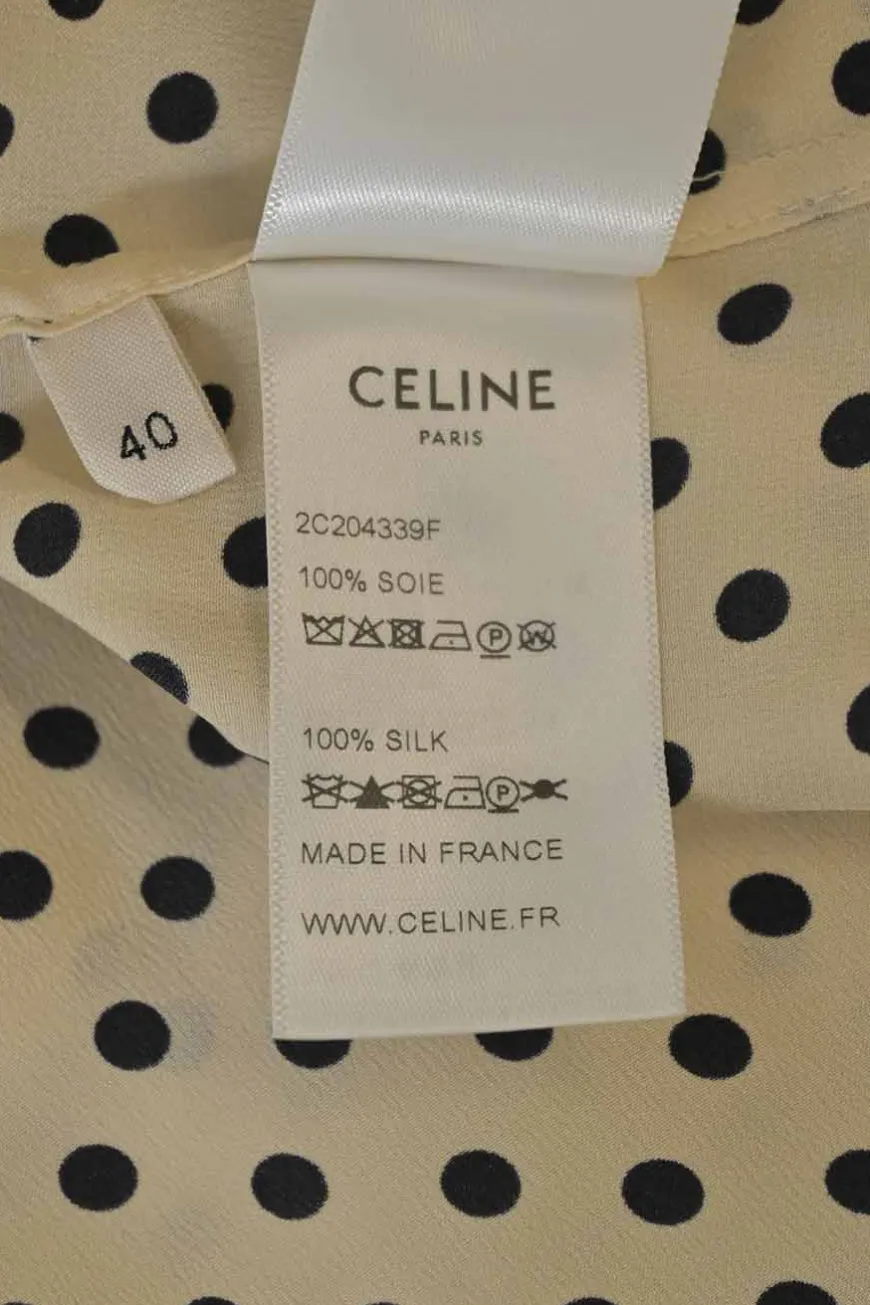 40
CELINE
PARIS
2C204339F
100% SOIE
P W
100% SILK
P
MADE IN FRANCE
WWW.CELINE.FR